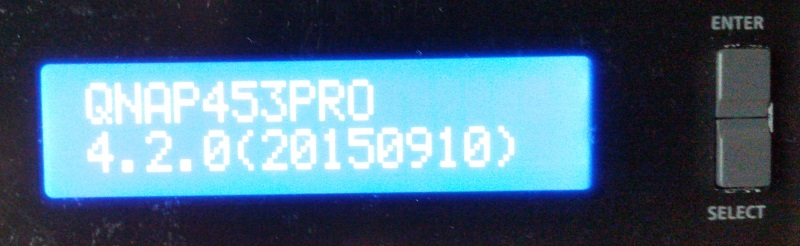 ENTER
QNAP453PRO
4.2.0(20150910)
SELECT